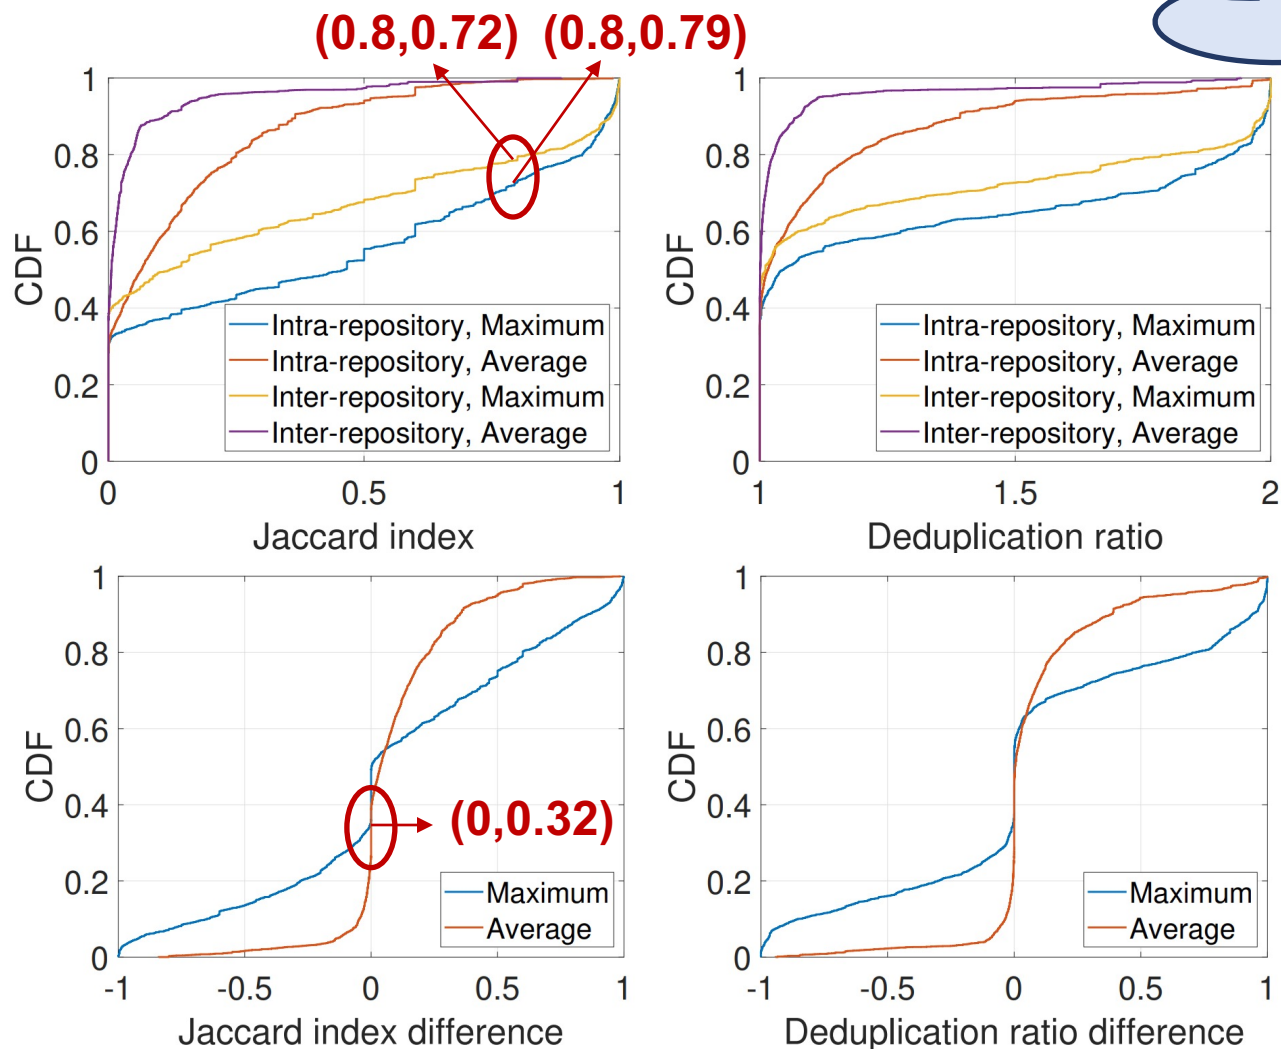 (0.8,0.72) (0.8,0.79)
1
0.8
0.6
0.4
0.2
0
CDF
Intra-repository, Maximum
Intra-repository, Average
Inter-repository, Maximum
Inter-repository, Average
0 0.5 1
Jaccard index
1
0.8
0.6
0.4
0.2
0
CDF
Intra-repository, Maximum
Intra-repository, Average
Inter-repository, Maximum
Inter-repository, Average
1 1.5 2
Deduplication ratio
1
0.8
0.6
0.4
0.2
0
CDF
(0,0.32)
Maximum
Average
-1 -0.5 0 0.5 1
Jaccard index difference
1
0.8
0.6
0.4
0.2
0
CDF
Maximum
Average
-1 -0.5 0 0.5 1
Deduplication ratio difference